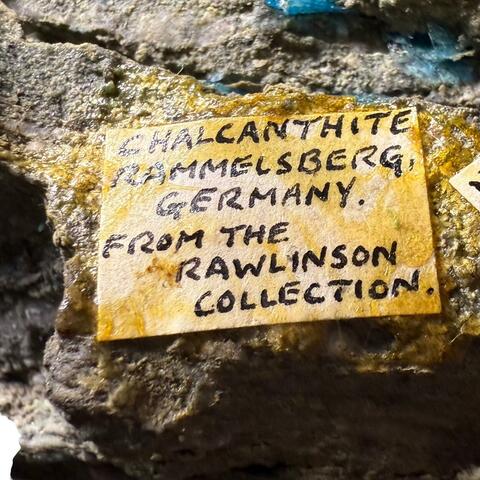 CHALCANTHITE
RAMMELSBERG,
GERMANY.
FROM THE
RAWLINSON
COLLECTION.